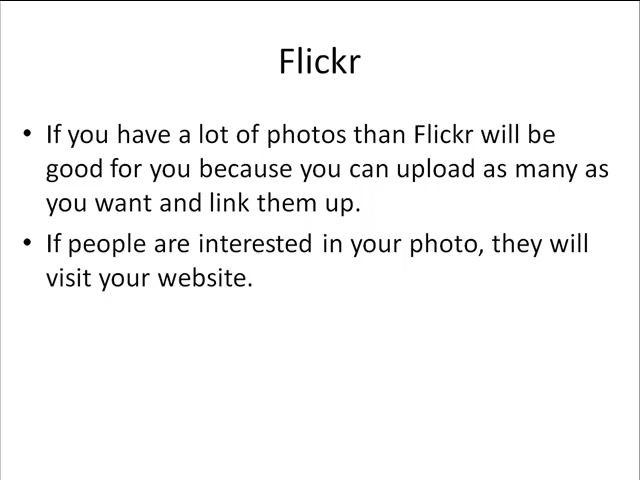 Flickr
• If you have a lot of photos than Flickr will be
good for you because you can upload as many as
you want and link them up.
• If people are interested in your photo, they will
visit your website.